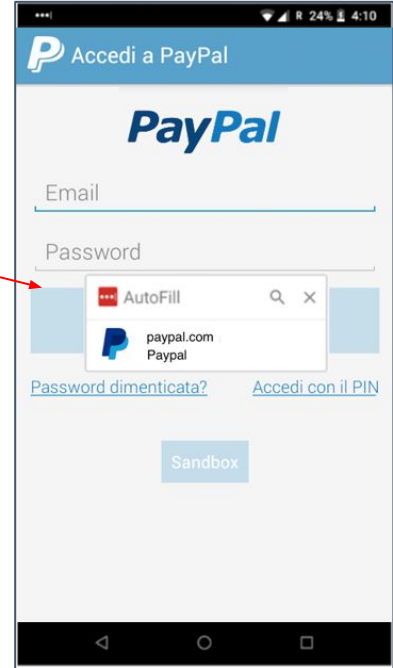 R 24% 4:10
Accedi a PayPal
PayPal
Email
Password
AutoFill
paypal.com
Paypal
Password dimenticata? Accedi con il PIN
Sandbox